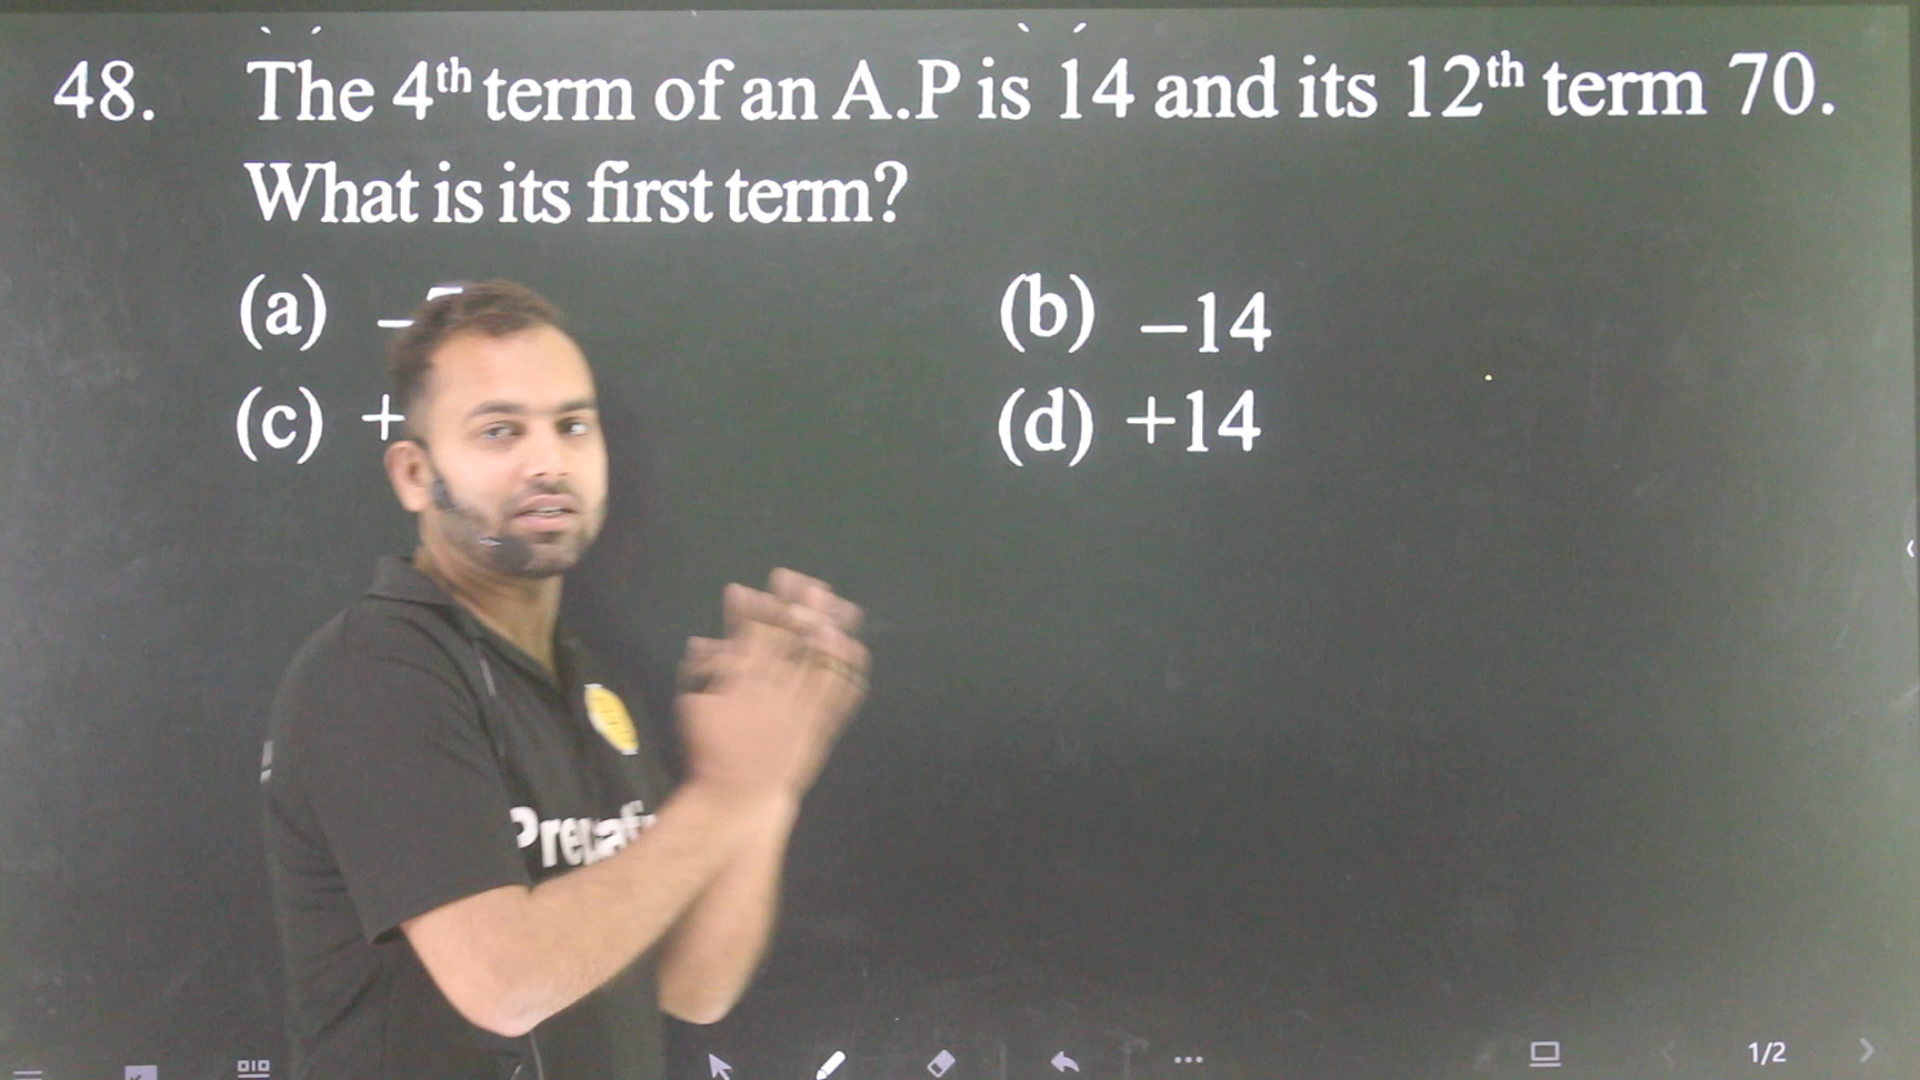 48. The 4th term of an A.P is 14 and its 12th term 70.
What is its first term?
(a) (b) –14
(c) + (d) +14
1/2